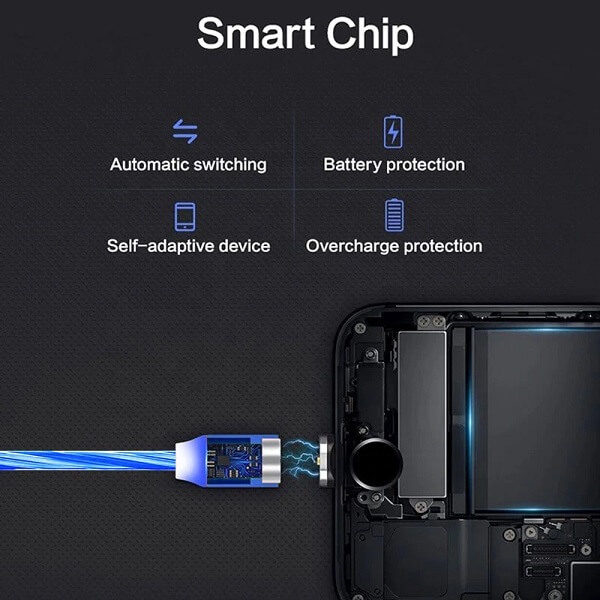 Smart Chip
Automatic switching
Battery protection
Self-adaptive device
Overcharge protection